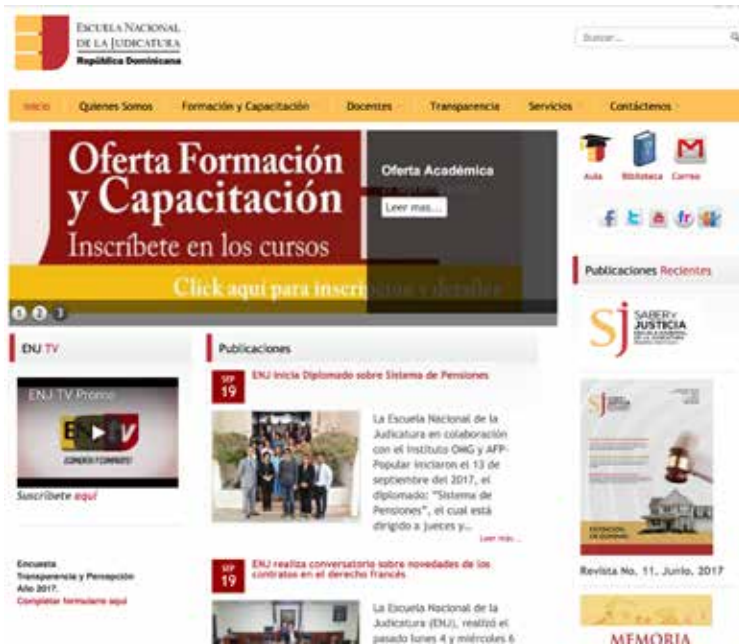 ESCUELA NACIONAL
DE LA JUDICATURA
República Dominicana
Buscar...
Inicio Quienes Somos Formación y Capacitación Docentes Transparencia Servicios Contáctenos
Oferta Formación
y Capacitación
Inscríbete en los cursos
Click aquí para
Oferta Académica
Leer mas...
1 2 3
Aula Biblioteca Correo
Publicaciones Recientes
Sj SABER Y
JUSTICIA
ENJ TV
ENJ TV Promo
Suscríbete aquí
Encuesta
Transparencia y Percepción
Año 2017.
Completar formulario aquí
Publicaciones
SEP
19
ENJ inicia Diplomado sobre Sistema de Pensiones
La Escuela Nacional de la
Judicatura en colaboración
con el Instituto OMG y AFP-
Popular iniciaron el 13 de
septiembre del 2017, el
diplomado: "Sistema de
Pensiones", el cual está
dirigido a jueces y...
Leer más ...
SEP
19
ENJ realiza conversatorio sobre novedades de los
contratos en el derecho francés.
La Escuela Nacional de la
Judicatura (ENJ), realizó el
pasado lunes 4 y miércoles 6
Revista No. 11, Junio, 2017
MEMORIA